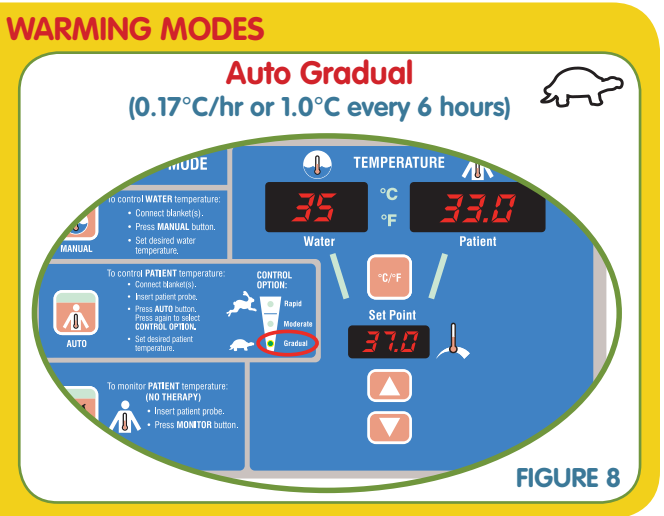 WARMING MODES
Auto Gradual
(0.17°C/hr or 1.0°C every 6 hours)
MODE
To control WATER temperature:
• Connect blanket(s).
• Press MANUAL button.
• Set desired water
temperature.
MANUAL
To control PATIENT temperature:
• Connect blanket(s).
• Insert patient probe.
• Press AUTO button.
Press again to select
CONTROL OPTION.
• Set desired patient
temperature.
AUTO
CONTROL
OPTION:
Rapid
Moderate
Gradual
To monitor PATIENT temperature:
(NO THERAPY)
• Insert patient probe.
• Press MONITOR button.
TEMPERATURE
35
°C
°F
33.0
Water
Patient
°C/°F
Set Point
37.0
FIGURE 8